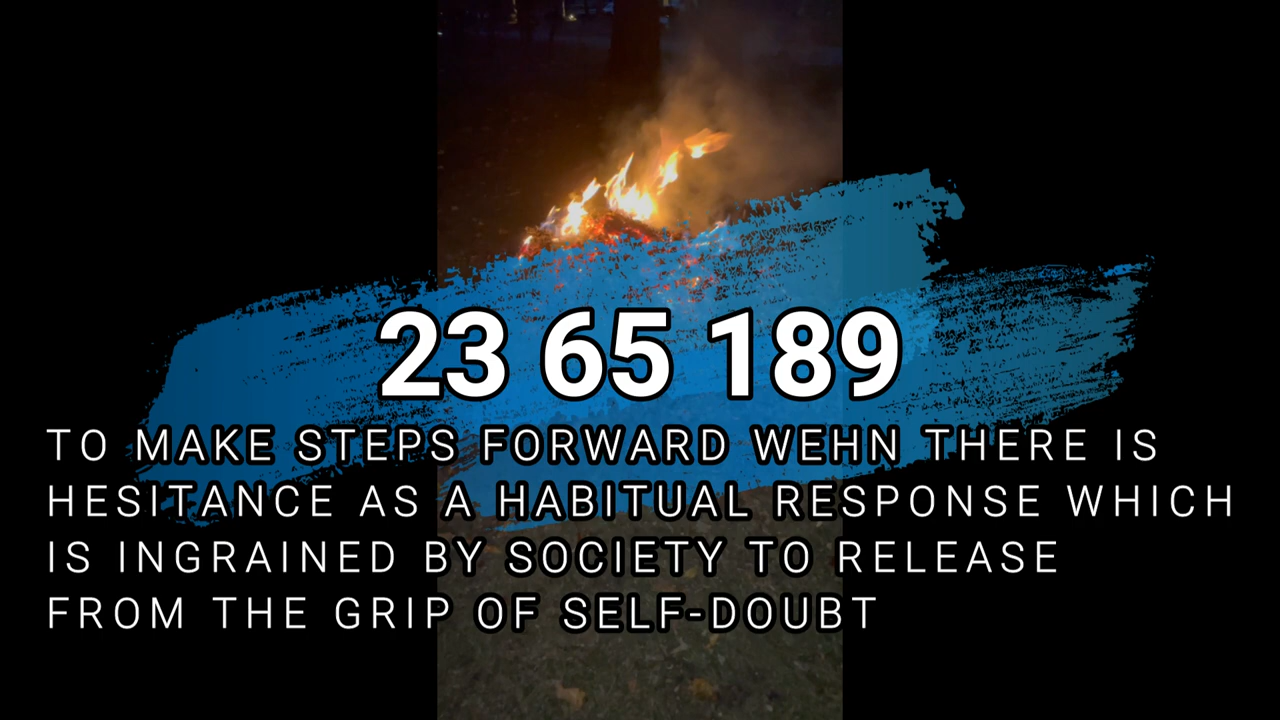 23 65 189
TO MAKE STEPS FORWARD WEHN THERE IS
HESITANCE AS A HABITUAL RESPONSE WHICH
IS INGRAINED BY SOCIETY TO RELEASE
FROM THE GRIP OF SELF-DOUBT